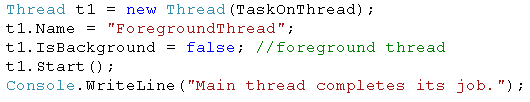 Thread t1 = new Thread(TaskOnThread);
t1.Name = "ForegroundThread";
t1.IsBackground = false; //foreground thread
t1.Start();
Console.WriteLine("Main thread completes its job.");